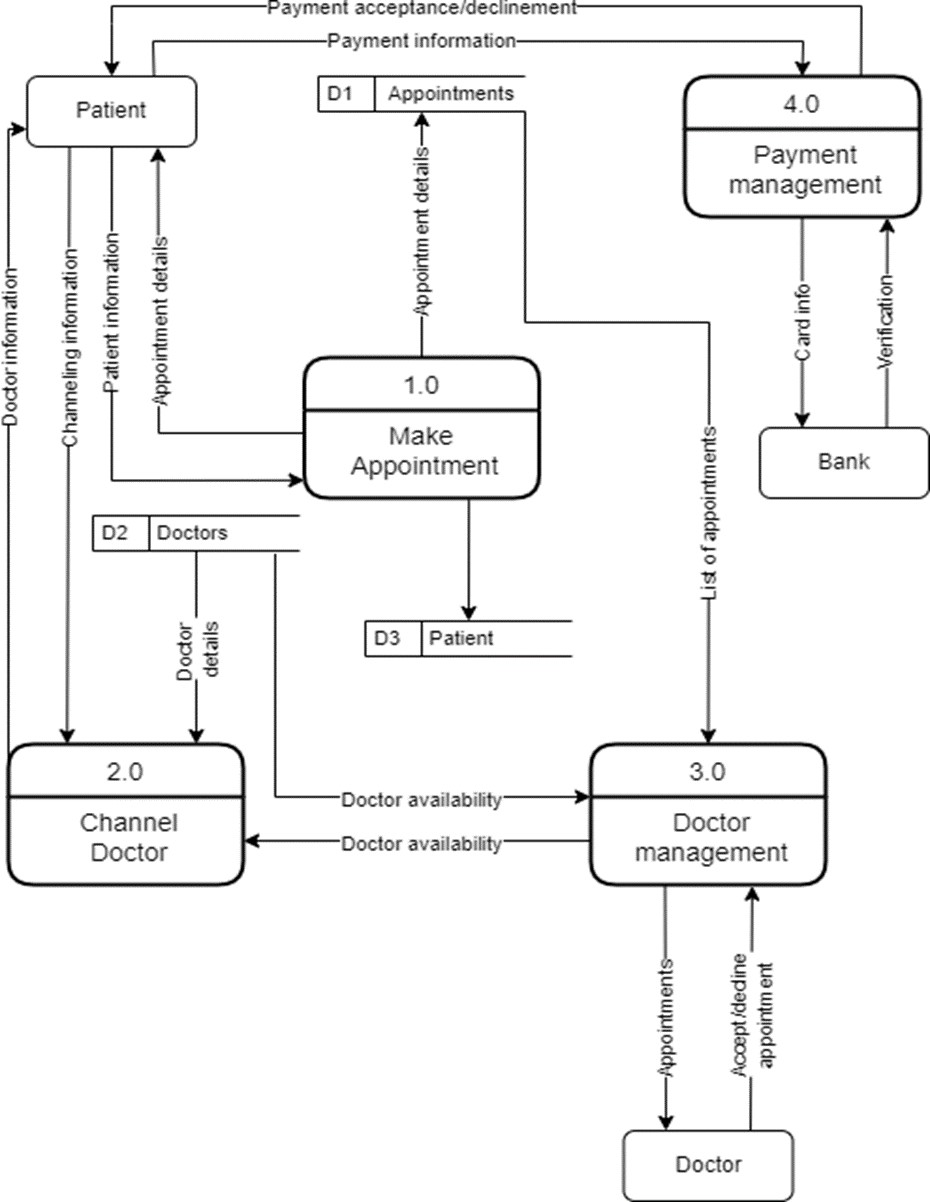 Payment acceptance/declinement
Payment information
Patient
D1 Appointments
4.0
Payment
management
Doctor information
Channeling information
Patient information
Appointment details
Appointment details
Card info
Verification
1.0
Make
Appointment
Bank
List of appointments
D2 Doctors
Doctor
details
D3 Patient
2.0
Channel
Doctor
3.0
Doctor
management
Doctor availability
Doctor availability
Appointments
Accept/decline
appointment
Doctor